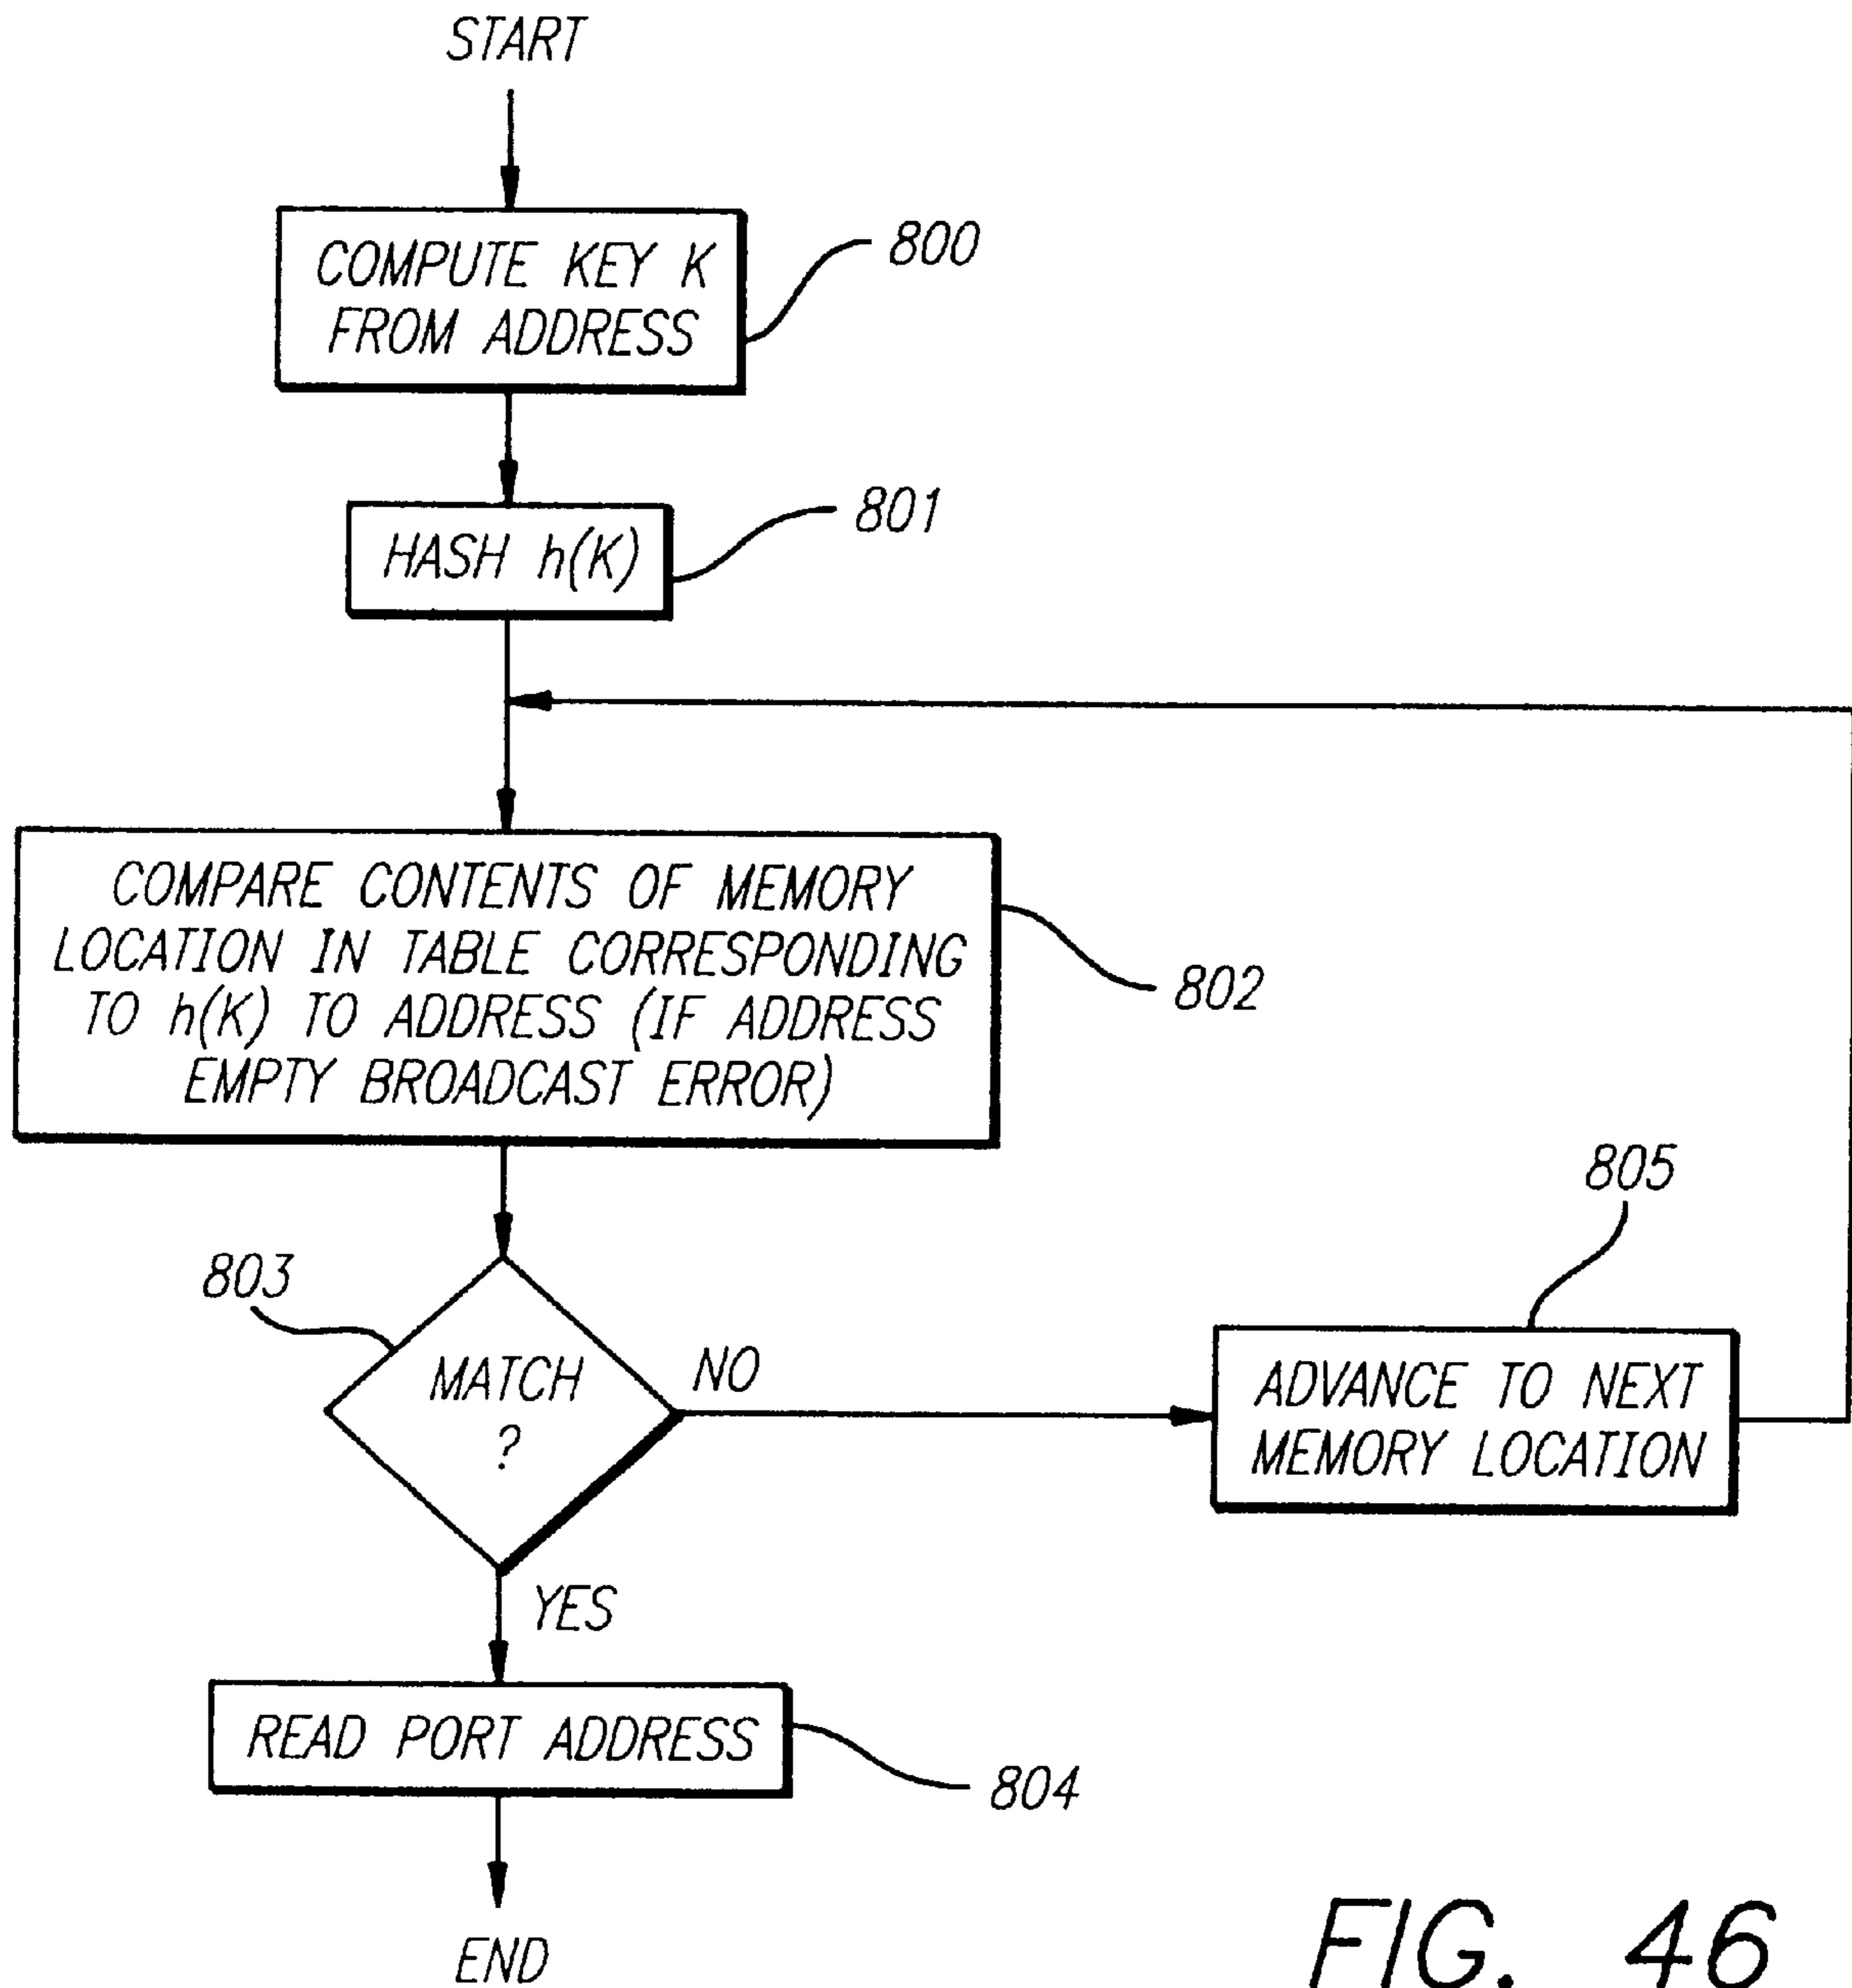 START
COMPUTE KEY K
FROM ADDRESS
800
HASH h(K)
801
COMPARE CONTENTS OF MEMORY
LOCATION IN TABLE CORRESPONDING
TO h(K) TO ADDRESS (IF ADDRESS
EMPTY BROADCAST ERROR)
802
803
MATCH
?
NO
805
ADVANCE TO NEXT
MEMORY LOCATION
YES
READ PORT ADDRESS
804
END
FIG. 46